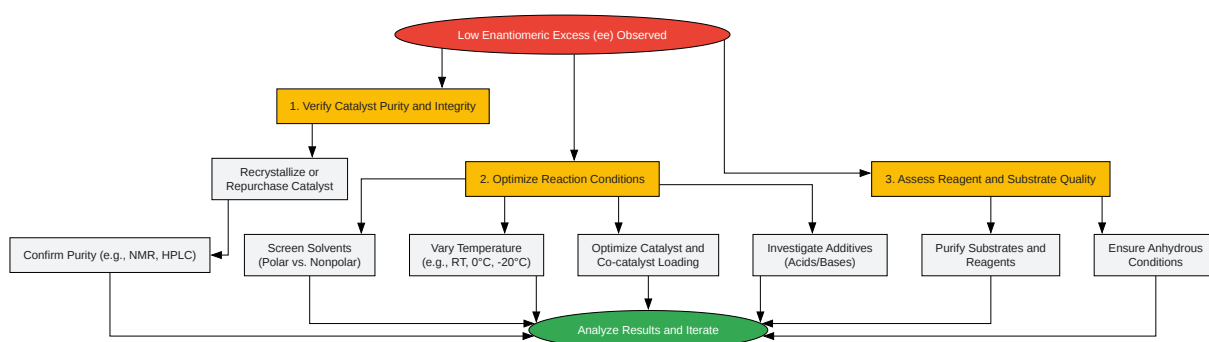 Low Enantiomeric Excess (ee) Observed
1. Verify Catalyst Purity and Integrity
Recrystallize or
Repurchase Catalyst
2. Optimize Reaction Conditions
3. Assess Reagent and Substrate Quality
Confirm Purity (e.g., NMR, HPLC)
Screen Solvents
(Polar vs. Nonpolar)
Vary Temperature
(e.g., RT, 0°C, -20°C)
Optimize Catalyst and
Co-catalyst Loading
Investigate Additives
(Acids/Bases)
Purify Substrates and
Reagents
Ensure Anhydrous
Conditions
Analyze Results and Iterate